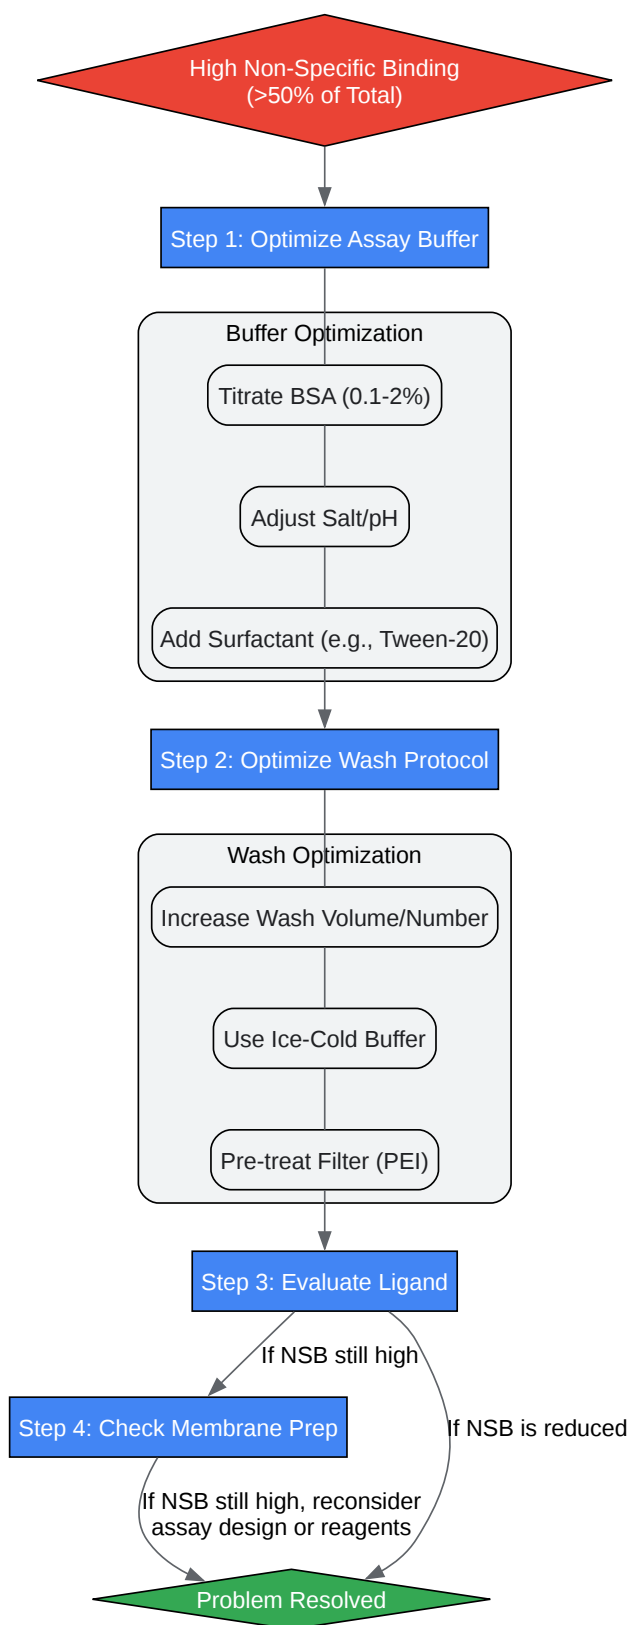 High Non-Specific Binding
(>50% of Total)
Step 1: Optimize Assay Buffer
Buffer Optimization
Titrate BSA (0.1-2%)
Adjust Salt/pH
Add Surfactant (e.g., Tween-20)
Step 2: Optimize Wash Protocol
Wash Optimization
Increase Wash Volume/Number
Use Ice-Cold Buffer
Pre-treat Filter (PEI)
Step 3: Evaluate Ligand
If NSB still high
Step 4: Check Membrane Prep
If NSB is reduced
If NSB still high, reconsider
assay design or reagents
Problem Resolved